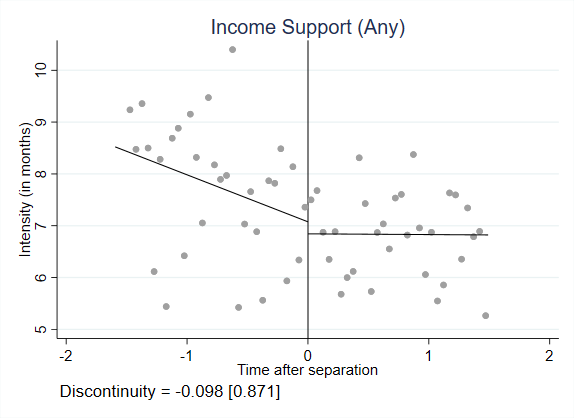 Income Support (Any)
Intensity (in months)
10
9
8
7
6
5
-2
-1
0
1
2
Time after separation
Discontinuity = -0.098 [0.871]